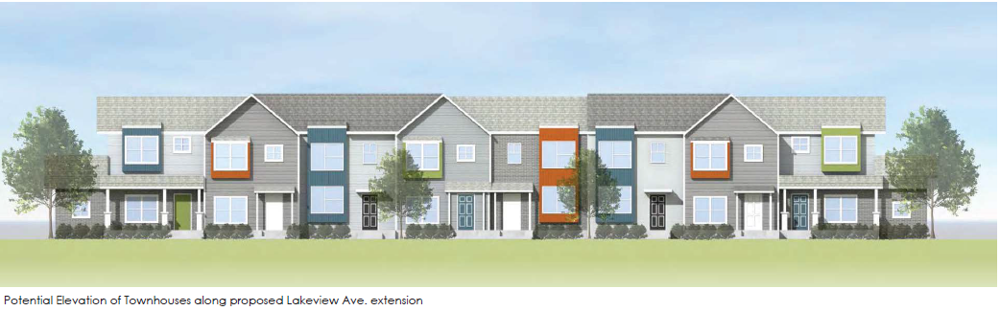 Potential Elevation of Townhouses along proposed Lakeview Ave. extension